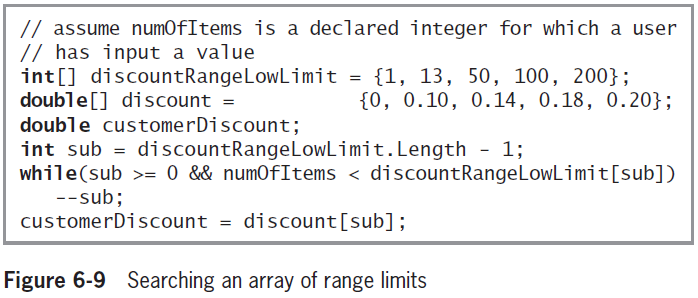 // assume numOfItems is a declared integer for which a user
// has input a value
int[] discountRangeLowLimit = {1, 13, 50, 100, 200};
double[] discount = {0, 0.10, 0.14, 0.18, 0.20};
double customerDiscount;
int sub = discountRangeLowLimit.Length - 1;
while(sub >= 0 && numOfItems < discountRangeLowLimit[sub])
--sub;
customerDiscount = discount[sub];
Figure 6-9 Searching an array of range limits